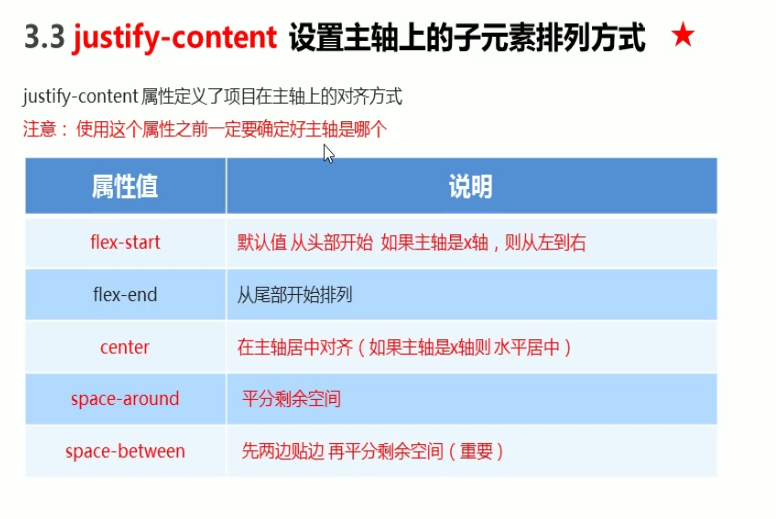 3.3 justify-content 设置主轴上的子元素排列方式 ★
justify-content 属性定义了项目在主轴上的对齐方式
注意： 使用这个属性之前一定要确定好主轴是哪个
属性值 说明
flex-start 默认值 从头部开始 如果主轴是x轴，则从左到右
flex-end 从尾部开始排列
center 在主轴居中对齐（如果主轴是x轴则 水平居中）
space-around 平分剩余空间
space-between 先两边贴边 再平分剩余空间（重要）